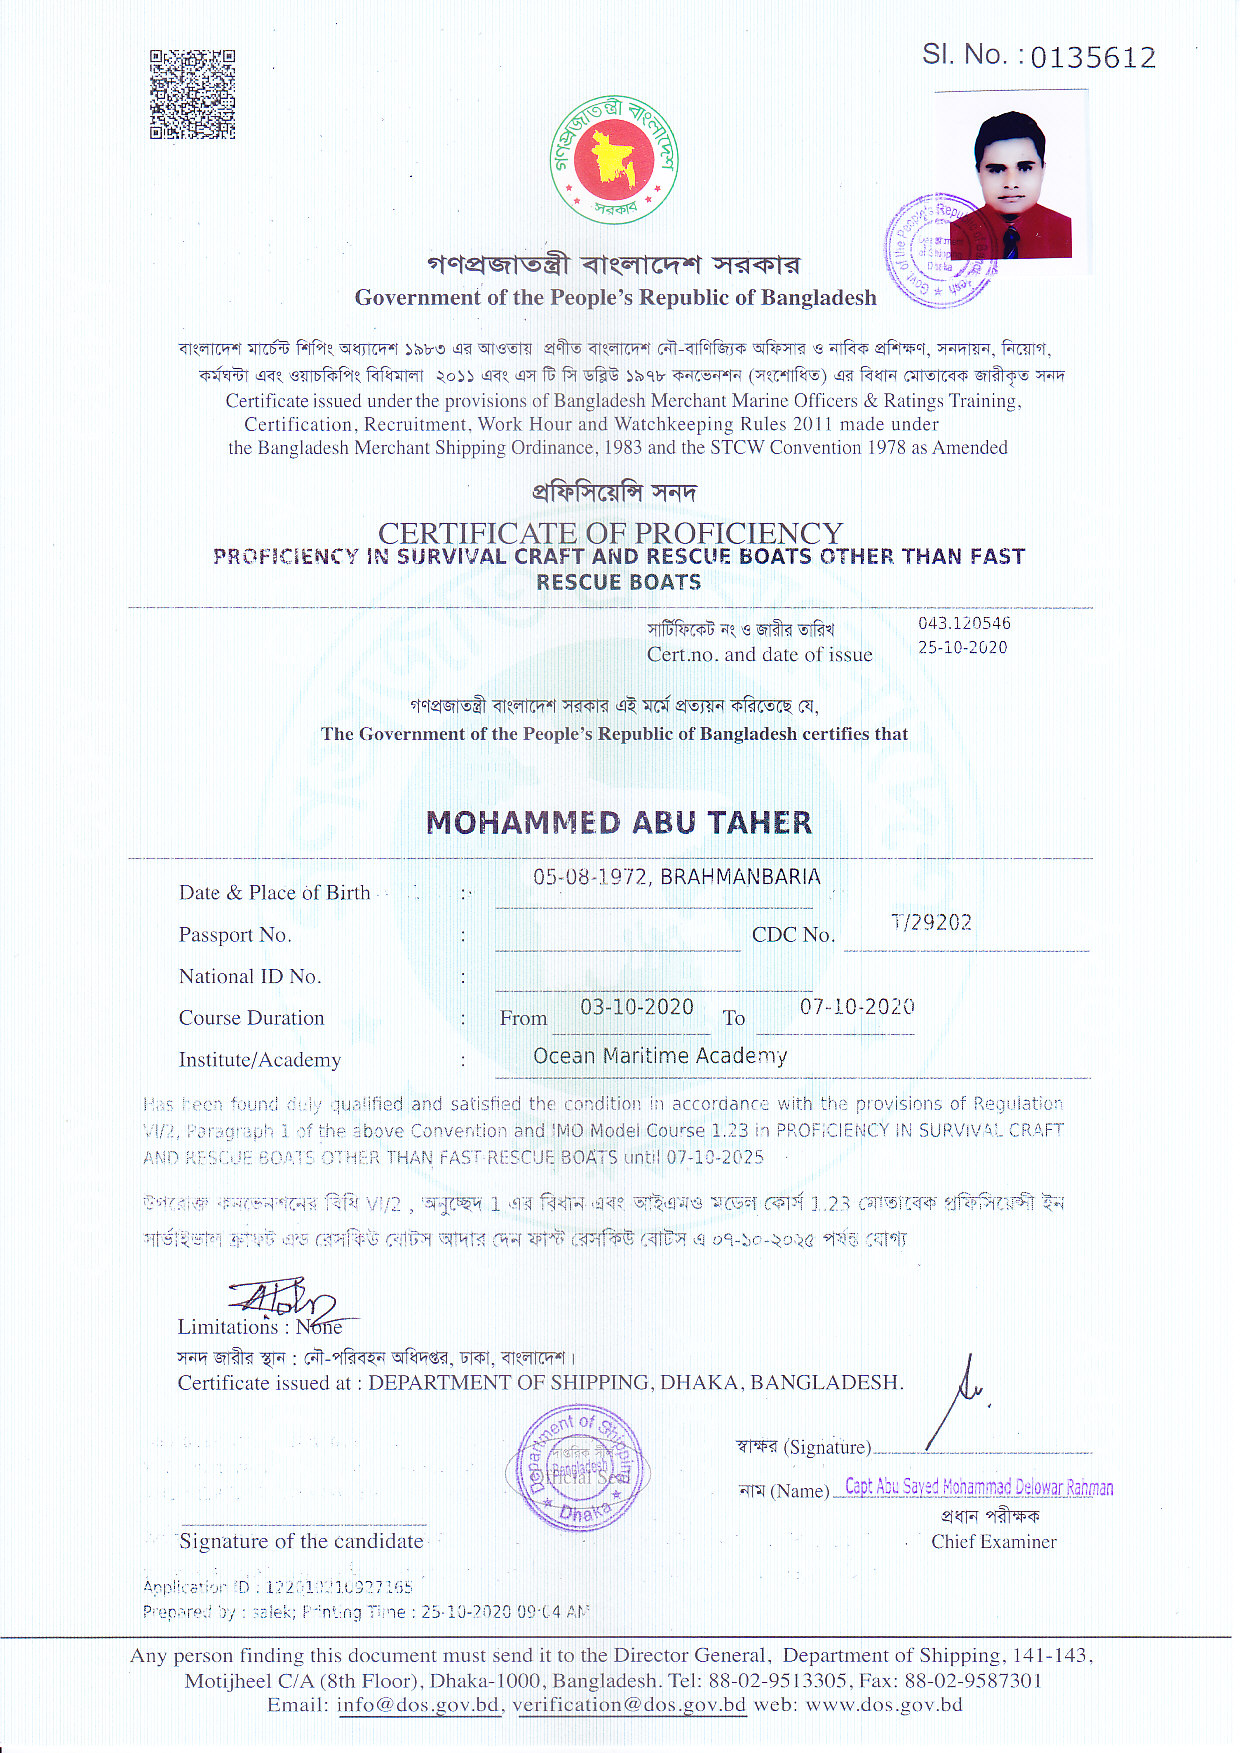 Sl. No. : 0135612
গণপ্রজাতন্ত্রী বাংলাদেশ
সরকার
গণপ্রজাতন্ত্রী বাংলাদেশ সরকার
Government of the People's Republic of Bangladesh
বাংলাদেশ মার্চেন্ট শিপিং অধ্যাদেশ ১৯৮৩ এর আওতায় প্রণীত বাংলাদেশ নৌ-বাণিজ্যিক অফিসার ও নাবিক প্রশিক্ষণ, সনদায়ন, নিয়োগ,
কর্মঘন্টা এবং ওয়াচকিপিং বিধিমালা ২০১১ এবং এস টি সি ডব্লিউ ১৯৭৮ কনভেনশন (সংশোধিত) এর বিধান মোতাবেক জারীকৃত সনদ
Certificate issued under the provisions of Bangladesh Merchant Marine Officers & Ratings Training,
Certification, Recruitment, Work Hour and Watchkeeping Rules 2011 made under
the Bangladesh Merchant Shipping Ordinance, 1983 and the STCW Convention 1978 as Amended
প্রফিসিয়েন্সি সনদ
CERTIFICATE OF PROFICIENCY
PROFICIENCY IN SURVIVAL CRAFT AND RESCUE BOATS OTHER THAN FAST
RESCUE BOATS
সার্টিফিকেট নং ও জারীর তারিখ 043.120546
Cert.no. and date of issue 25-10-2020
গণপ্রজাতন্ত্রী বাংলাদেশ সরকার এই মর্মে প্রত্যয়ন করিতেছে যে,
The Government of the People's Republic of Bangladesh certifies that
MOHAMMED ABU TAHER
Date & Place of Birth : 05-08-1972, BRAHMANBARIA
Passport No. : CDC No. T/29202
National ID No. :
Course Duration : From 03-10-2020 To 07-10-2020
Institute/Academy : Ocean Maritime Academy
Has been found duly qualified and satisfied the condition in accordance with the provisions of Regulation
VI/2, Paragraph 1 of the above Convention and IMO Model Course 1.23 in PROFICIENCY IN SURVIVAL CRAFT
AND RESCUE BOATS OTHER THAN FAST RESCUE BOATS until 07-10-2025
উপরোক্ত কনভেনশনের বিধি VI/2 , অনুচ্ছেদ 1 এর বিধান এবং আইএমও মডেল কোর্স 1.23 মোতাবেক প্রফিসিয়েন্সী ইন
সার্ভাইভাল ক্রাফট এন্ড রেসকিউ বোটস আদার দেন ফাস্ট রেসকিউ বোটস এ ০৭-১০-২০২৫ পর্যন্ত যোগ্য
Limitations : None
সনদ জারীর স্থান : নৌ-পরিবহন অধিদপ্তর, ঢাকা, বাংলাদেশ।
Certificate issued at : DEPARTMENT OF SHIPPING, DHAKA, BANGLADESH.
Department of Shipping
দাপ্তরিক সীল
Bangladesh
Official Seal
Dhaka
স্বাক্ষর (Signature)
নাম (Name) Capt Abu Sayed Mohammad Delowar Rahman
প্রধান পরীক্ষক
Chief Examiner
Signature of the candidate
Application ID :
Prepared by : salek; Printing Time : 25-10-2020 09:04 AM
Any person finding this document must send it to the Director General, Department of Shipping, 141-143,
Motijheel C/A (8th Floor), Dhaka-1000, Bangladesh. Tel: 88-02-9513305, Fax: 88-02-9587301
Email: info@dos.gov.bd, verification@dos.gov.bd web: www.dos.gov.bd